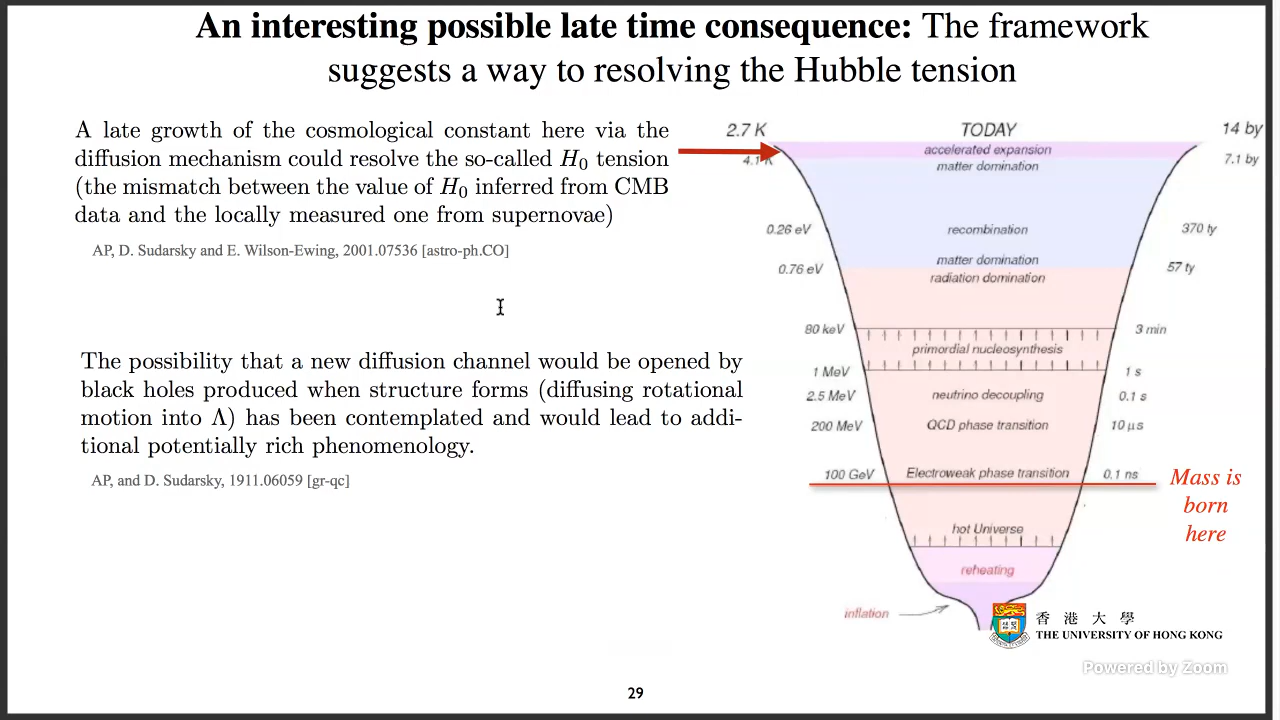 An interesting possible late time consequence: The framework
suggests a way to resolving the Hubble tension
A late growth of the cosmological constant here via the
diffusion mechanism could resolve the so-called H₀ tension
(the mismatch between the value of H₀ inferred from CMB
data and the locally measured one from supernovae)
AP, D. Sudarsky and E. Wilson-Ewing, 2001.07536 [astro-ph.CO]
The possibility that a new diffusion channel would be opened by
black holes produced when structure forms (diffusing rotational
motion into Λ) has been contemplated and would lead to addi-
tional potentially rich phenomenology.
AP, and D. Sudarsky, 1911.06059 [gr-qc]
2.7 K TODAY 14 by
accelerated expansion
4.1 K 7.1 by
matter domination
0.26 eV recombination 370 ty
matter domination
0.76 eV 57 ty
radiation domination
80 keV 3 min
primordial nucleosynthesis
1 MeV 1 s
2.5 MeV neutrino decoupling 0.1 s
200 MeV QCD phase transition 10 μs
100 GeV Electroweak phase transition 0.1 ns
Mass is
born
here
hot Universe
reheating
inflation
香港大學
THE UNIVERSITY OF HONG KONG
Powered by Zoom
29